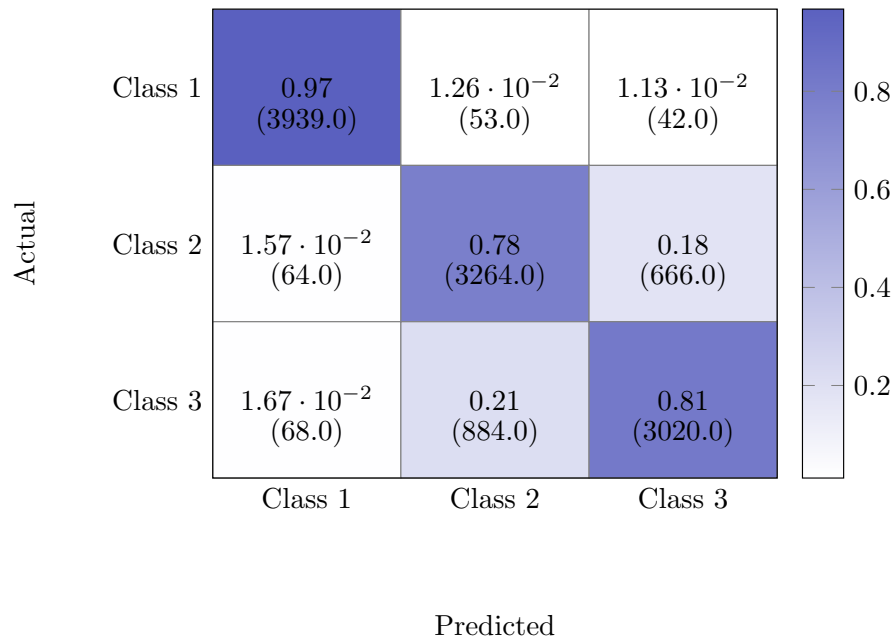 Class 1
0.97
(3939.0)
1.26 · 10⁻²
(53.0)
1.13 · 10⁻²
(42.0)
0.8
0.6
Actual
Class 2
1.57 · 10⁻²
(64.0)
0.78
(3264.0)
0.18
(666.0)
0.4
Class 3
1.67 · 10⁻²
(68.0)
0.21
(884.0)
0.81
(3020.0)
0.2
Class 1
Class 2
Class 3
Predicted